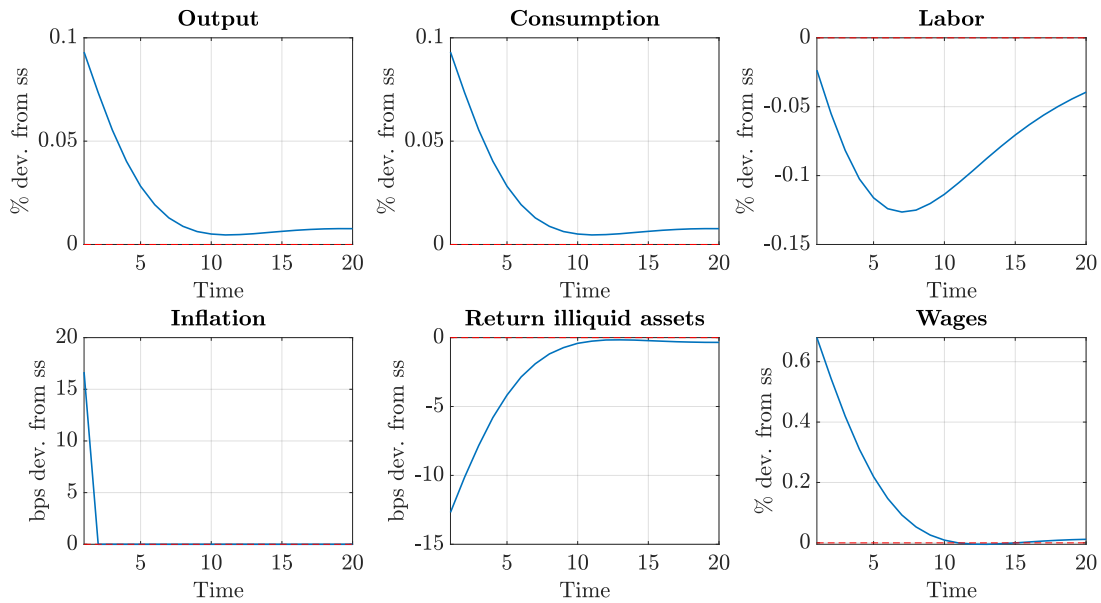 Output
% dev. from ss
0.1
0.05
0
5 10 15 20
Time
Consumption
% dev. from ss
0.1
0.05
0
5 10 15 20
Time
Labor
% dev. from ss
0
-0.05
-0.1
-0.15
5 10 15 20
Time
Inflation
bps dev. from ss
20
15
10
5
0
5 10 15 20
Time
Return illiquid assets
bps dev. from ss
0
-5
-10
-15
5 10 15 20
Time
Wages
% dev. from ss
0.6
0.4
0.2
0
5 10 15 20
Time